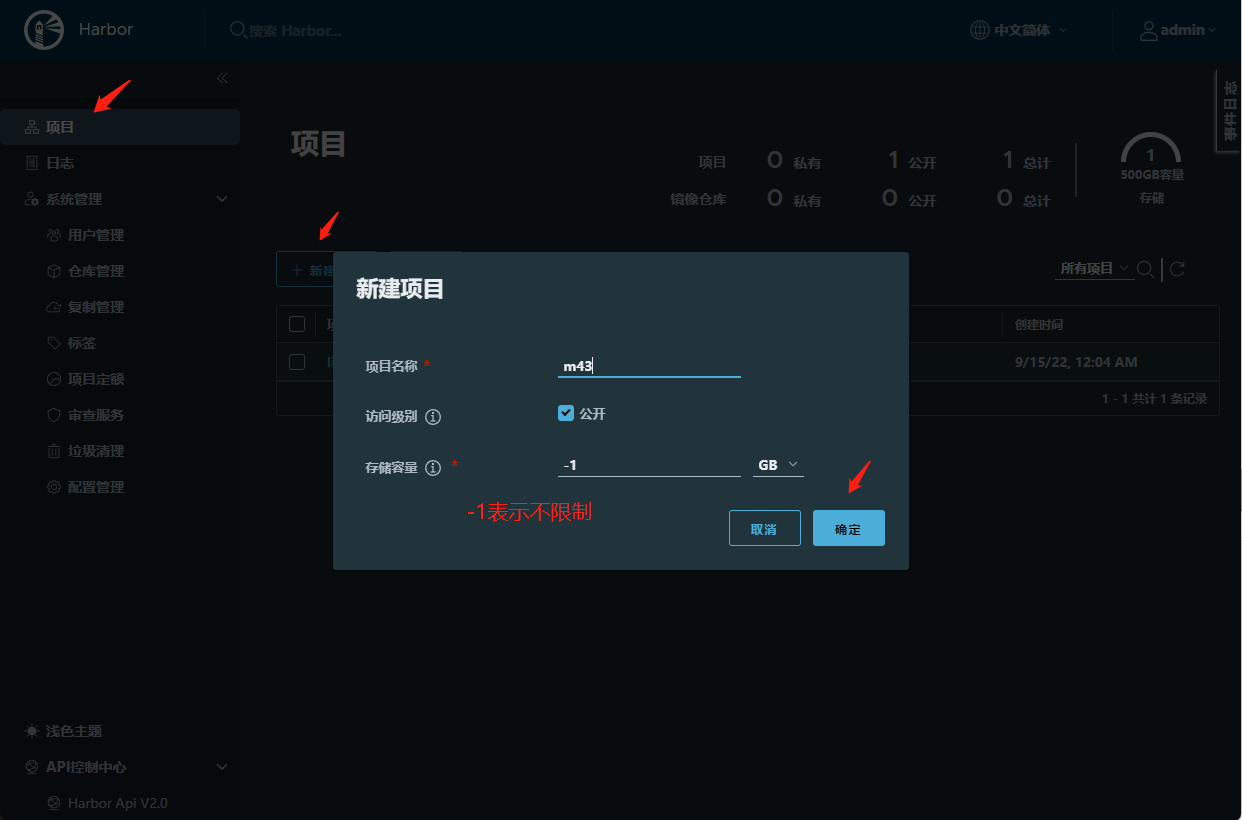 Harbor
搜索 Harbor...
中文简体
admin
事件日志
项目
日志
系统管理
用户管理
仓库管理
复制管理
标签
项目定额
审查服务
垃圾清理
配置管理
浅色主题
API控制中心
Harbor Api V2.0
项目
项目 0 私有 1 公开 1 总计
镜像仓库 0 私有 0 公开 0 总计
1
500GB容量
存储
新建
所有项目
创建时间
9/15/22, 12:04 AM
1 - 1 共计 1 条记录
新建项目
项目名称 *
m43
访问级别
公开
存储容量 *
-1 GB
-1表示不限制
取消 确定